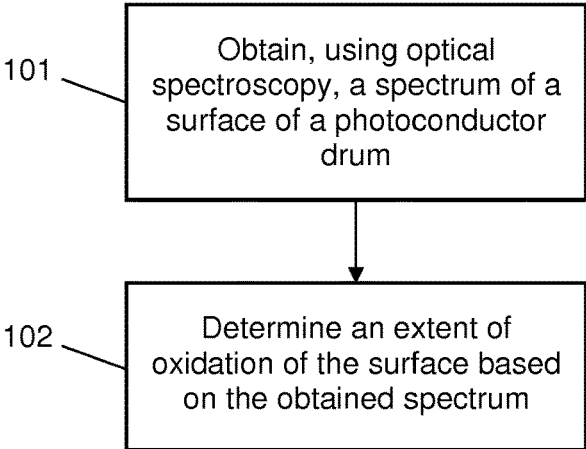 101
Obtain, using optical
spectroscopy, a spectrum of a
surface of a photoconductor
drum
102
Determine an extent of
oxidation of the surface based
on the obtained spectrum